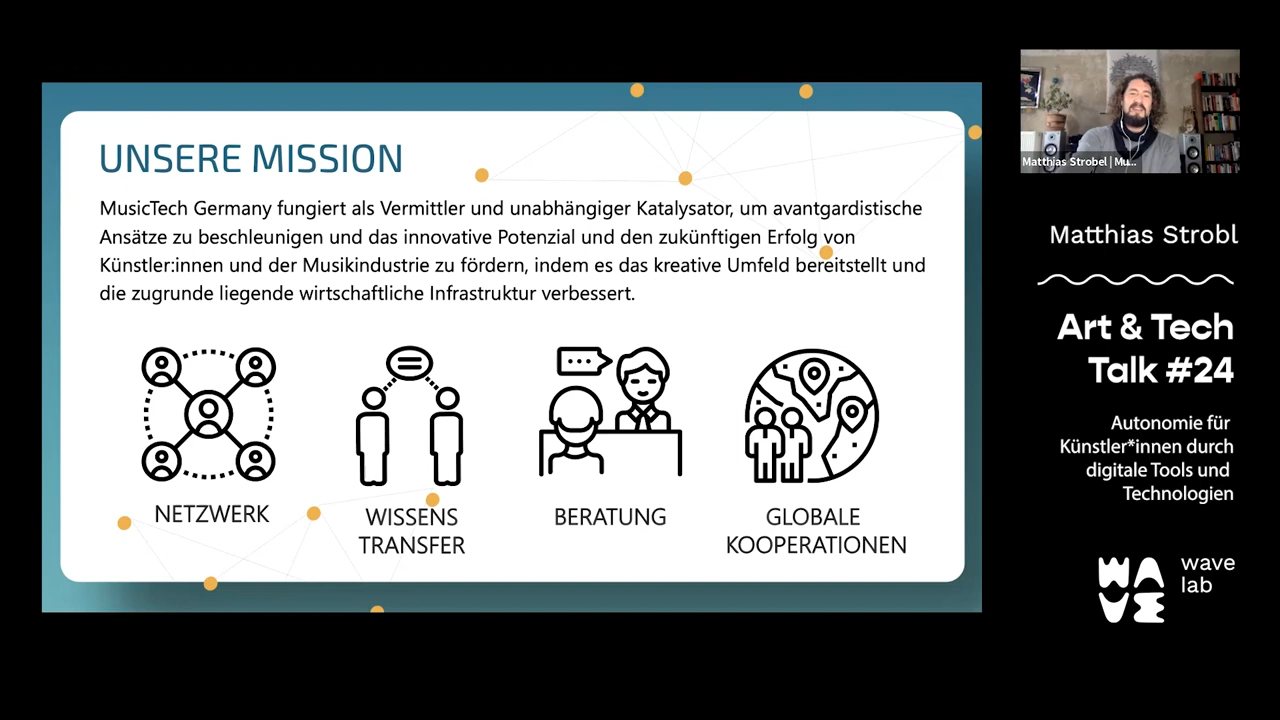 UNSERE MISSION
MusicTech Germany fungiert als Vermittler und unabhängiger Katalysator, um avantgardistische
Ansätze zu beschleunigen und das innovative Potenzial und den zukünftigen Erfolg von
Künstler:innen und der Musikindustrie zu fördern, indem es das kreative Umfeld bereitstellt und
die zugrunde liegende wirtschaftliche Infrastruktur verbessert.
NETZWERK
WISSENS
TRANSFER
BERATUNG
GLOBALE
KOOPERATIONEN
Matthias Strobel | Mu...
Matthias Strobl
Art & Tech
Talk #24
Autonomie für
Künstler*innen durch
digitale Tools und
Technologien
WAVE
wave
lab